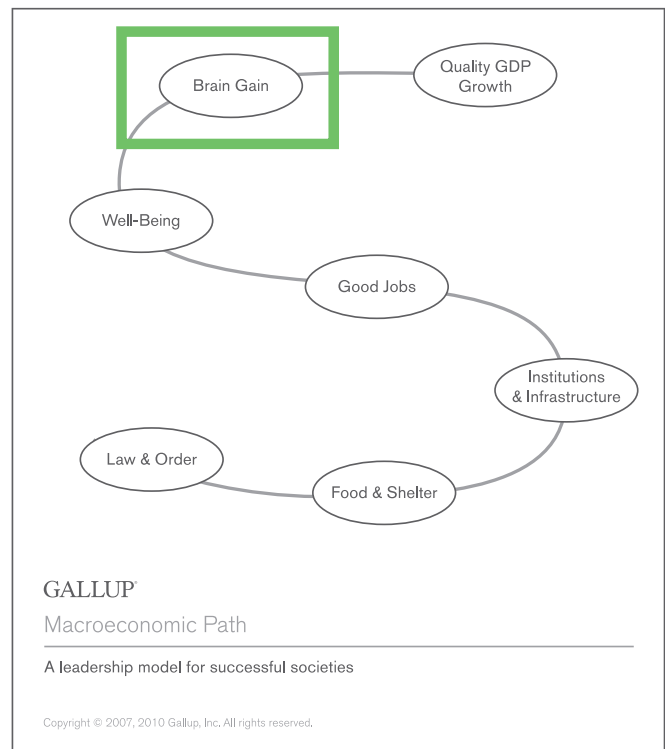 Brain Gain
Quality GDP
Growth
Well-Being
Good Jobs
Institutions
& Infrastructure
Law & Order
Food & Shelter
GALLUP®
Macroeconomic Path
A leadership model for successful societies
Copyright © 2007, 2010 Gallup, Inc. All rights reserved.